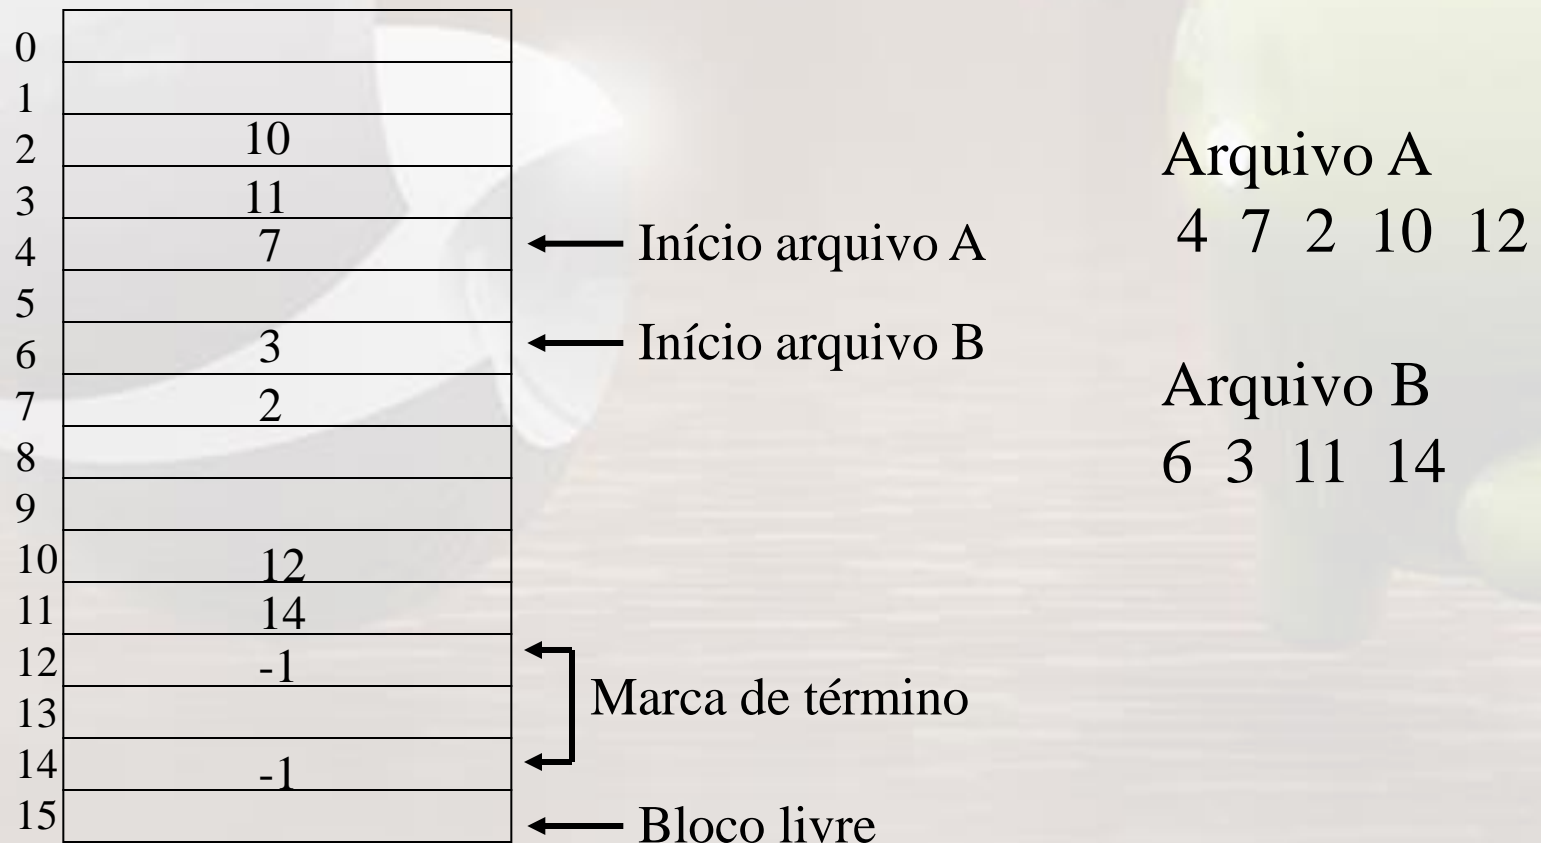 0
1
2 10
3 11
4 7 Início arquivo A
5
6 3 Início arquivo B
7 2
8
9
10 12
11 14
12 -1
Marca de término
13
14 -1
15 Bloco livre
Arquivo A
4 7 2 10 12
Arquivo B
6 3 11 14